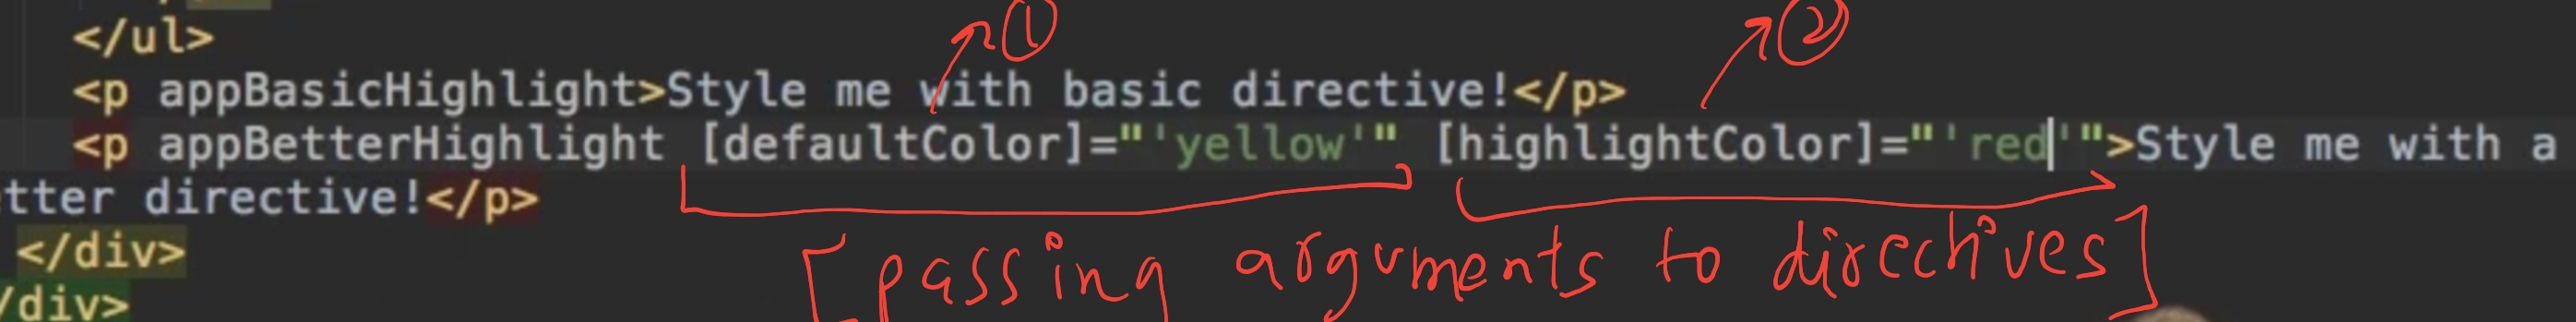 ① ②
</ul>
<p appBasicHighlight>Style me with basic directive!</p>
<p appBetterHighlight [defaultColor]="'yellow'" [highlightColor]="'red'">Style me with a
etter directive!</p>
</div>
/div>
[passing arguments to directives]